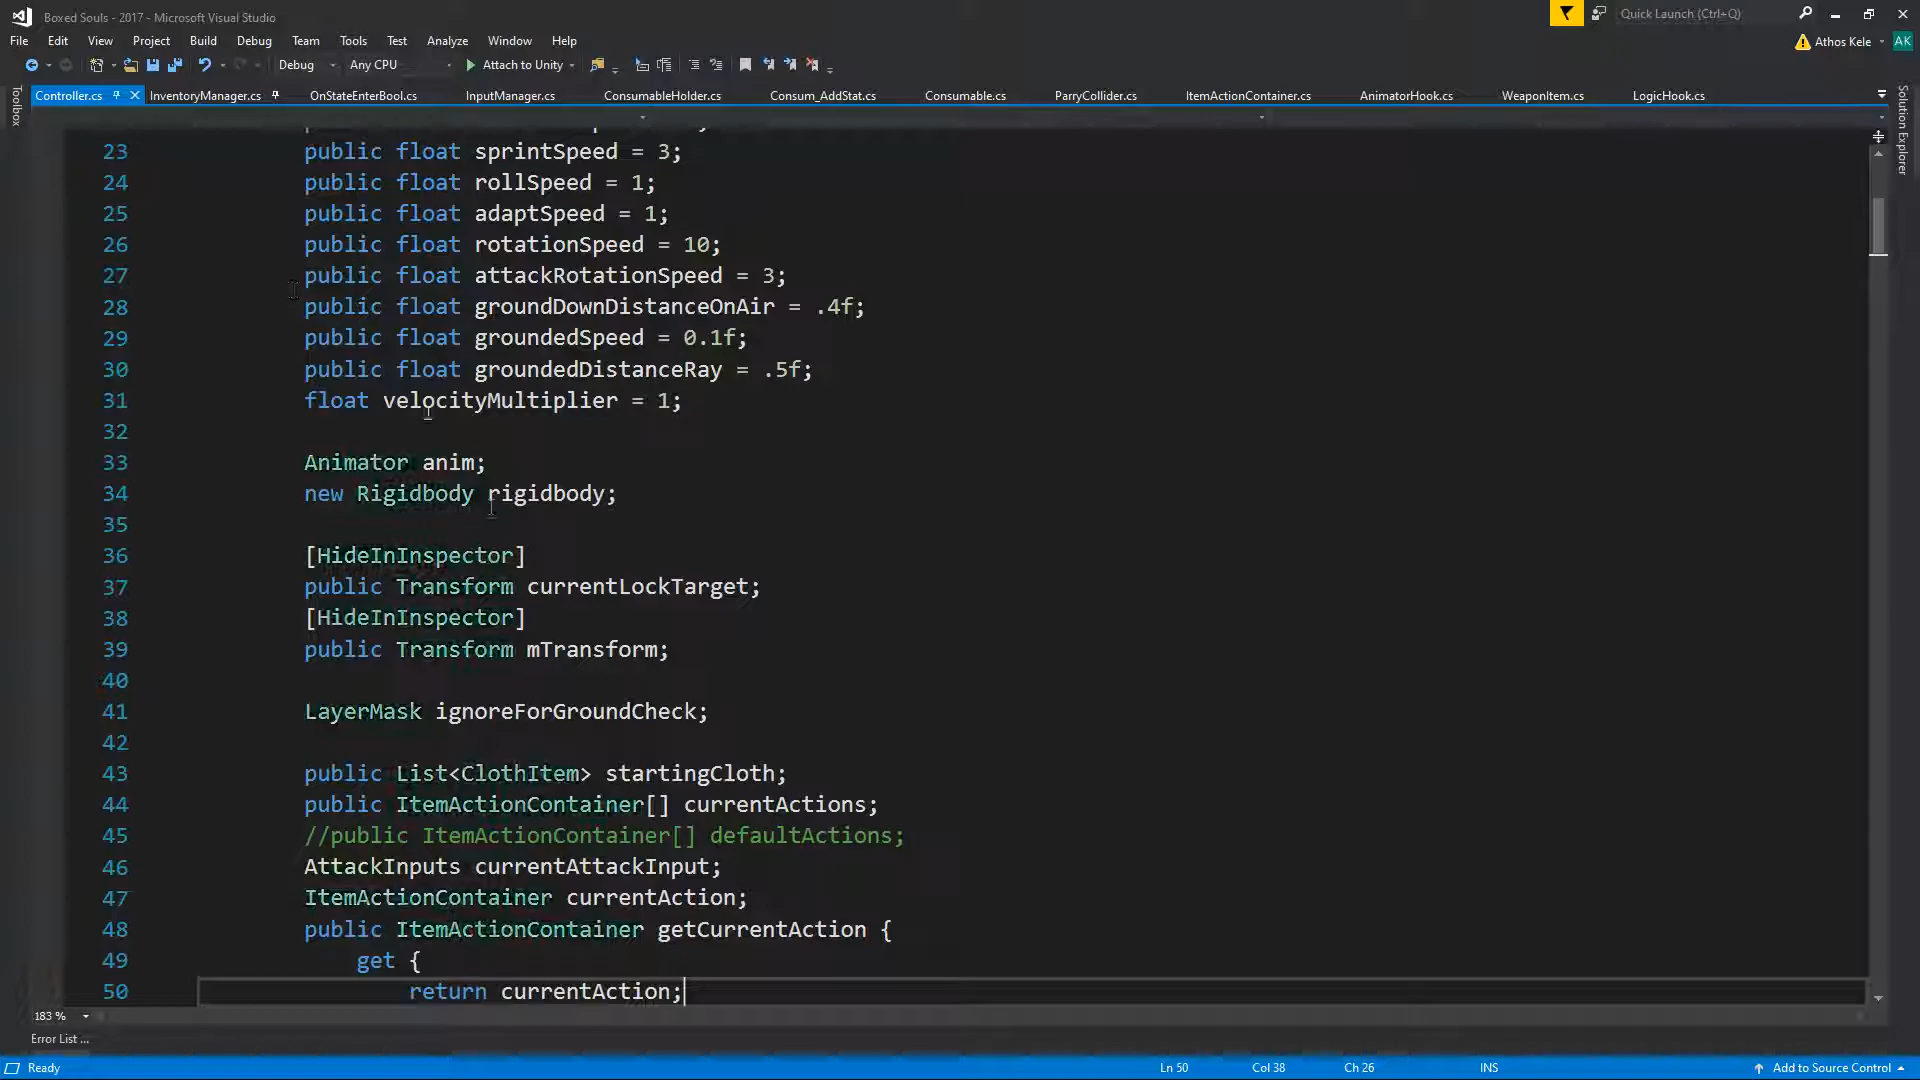 Boxed Souls - 2017 - Microsoft Visual Studio
Quick Launch (Ctrl+Q)
File Edit View Project Build Debug Team Tools Test Analyze Window Help
Athos Kele AK
Debug Any CPU Attach to Unity
Toolbox
Controller.cs InventoryManager.cs OnStateEnterBool.cs InputManager.cs ConsumableHolder.cs Consum_AddStat.cs Consumable.cs ParryCollider.cs ItemActionContainer.cs AnimatorHook.cs WeaponItem.cs LogicHook.cs
Solution Explorer
23 public float sprintSpeed = 3;
24 public float rollSpeed = 1;
25 public float adaptSpeed = 1;
26 public float rotationSpeed = 10;
27 public float attackRotationSpeed = 3;
28 public float groundDownDistanceOnAir = .4f;
29 public float groundedSpeed = 0.1f;
30 public float groundedDistanceRay = .5f;
31 float velocityMultiplier = 1;
32
33 Animator anim;
34 new Rigidbody rigidbody;
35
36 [HideInInspector]
37 public Transform currentLockTarget;
38 [HideInInspector]
39 public Transform mTransform;
40
41 LayerMask ignoreForGroundCheck;
42
43 public List<ClothItem> startingCloth;
44 public ItemActionContainer[] currentActions;
45 //public ItemActionContainer[] defaultActions;
46 AttackInputs currentAttackInput;
47 ItemActionContainer currentAction;
48 public ItemActionContainer getCurrentAction {
49 get {
50 return currentAction;
183 %
Error List ...
Ready Ln 50 Col 38 Ch 26 INS Add to Source Control